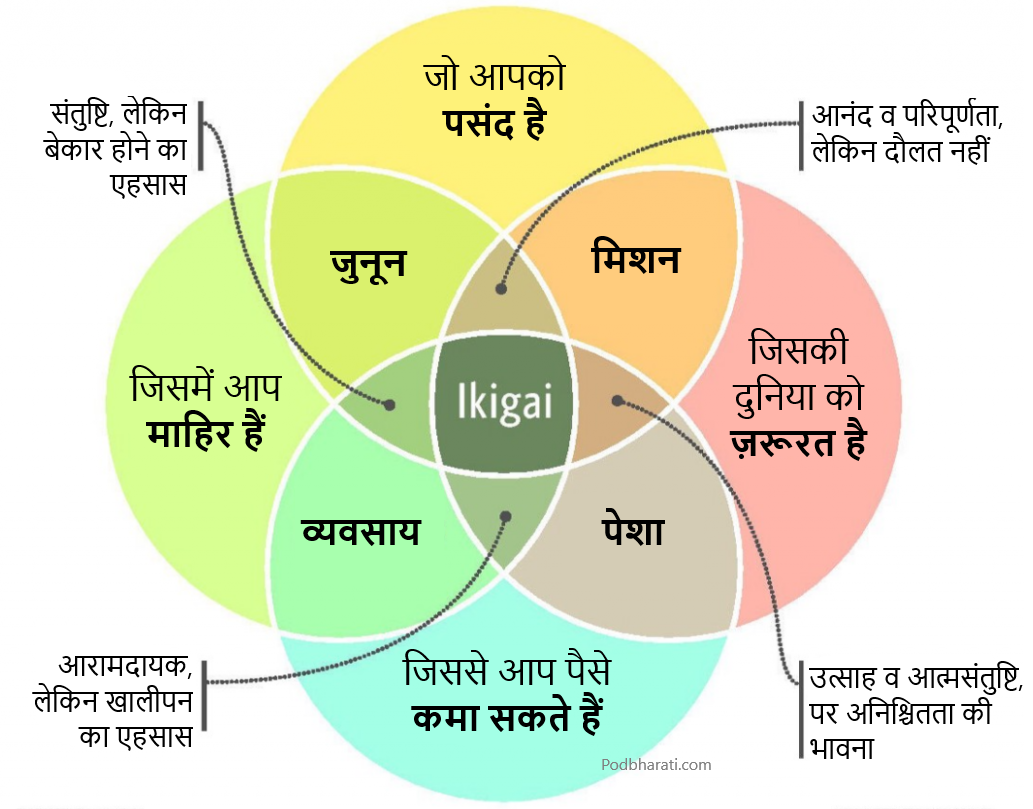 जो आपको
पसंद है
संतुष्टि, लेकिन
बेकार होने का
एहसास
आनंद व परिपूर्णता,
लेकिन दौलत नहीं
जुनून
मिशन
जिसमें आप
माहिर हैं
Ikigai
जिसकी
दुनिया को
ज़रूरत है
व्यवसाय
पेशा
आरामदायक,
लेकिन खालीपन
का एहसास
जिससे आप पैसे
कमा सकते हैं
उत्साह व आत्मसंतुष्टि,
पर अनिश्चितता की
भावना
Podbharati.com